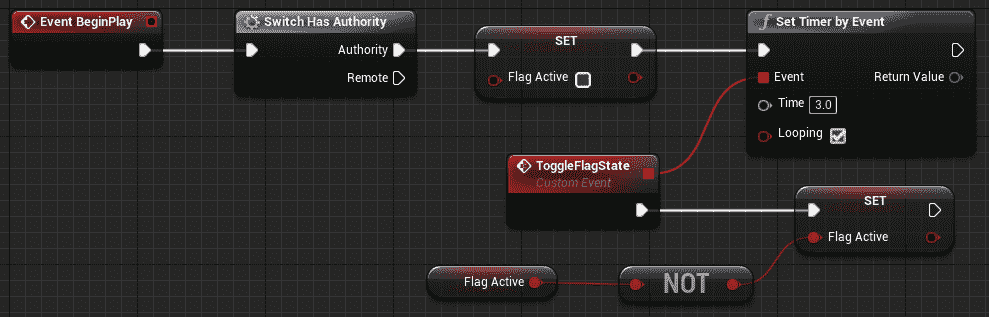 Event BeginPlay
Switch Has Authority
Authority
Remote
SET
Flag Active
Set Timer by Event
Event
Return Value
Time 3.0
Looping
ToggleFlagState
Custom Event
SET
Flag Active
Flag Active
NOT